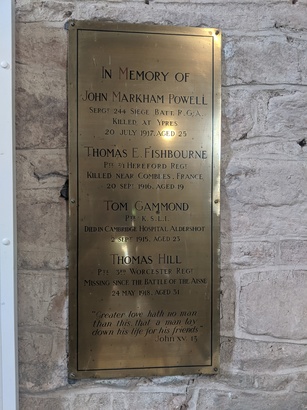 IN MEMORY OF
JOHN MARKHAM POWELL
SERGT 244 SIEGE BATT. R.G.A.
KILLED AT YPRES
20 JULY 1917, AGED 25
THOMAS E. FISHBOURNE
PTE HEREFORD REGT
KILLED NEAR COMBLES, FRANCE,
20 SEPT 1916, AGED 19
TOM GAMMOND
PTE K.S.L.I.
DIED IN CAMBRIDGE HOSPITAL, ALDERSHOT
2 SEPT 1915, AGED 23
THOMAS HILL
PTE 3RD WORCESTER REGT
MISSING SINCE THE BATTLE OF THE AISNE
24 MAY 1918, AGED 31
"Greater love hath no man
than this, that a man lay
down his life for his friends"
John XV. 13